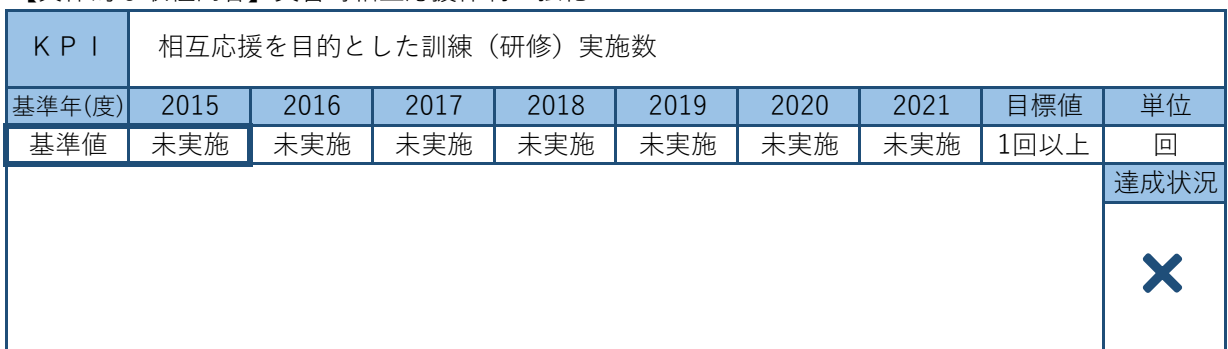 ＫＰＩ 相互応援を目的とした訓練（研修）実施数
基準年(度) 2015 2016 2017 2018 2019 2020 2021 目標値 単位
基準値 未実施 未実施 未実施 未実施 未実施 未実施 未実施 1回以上 回
達成状況
×